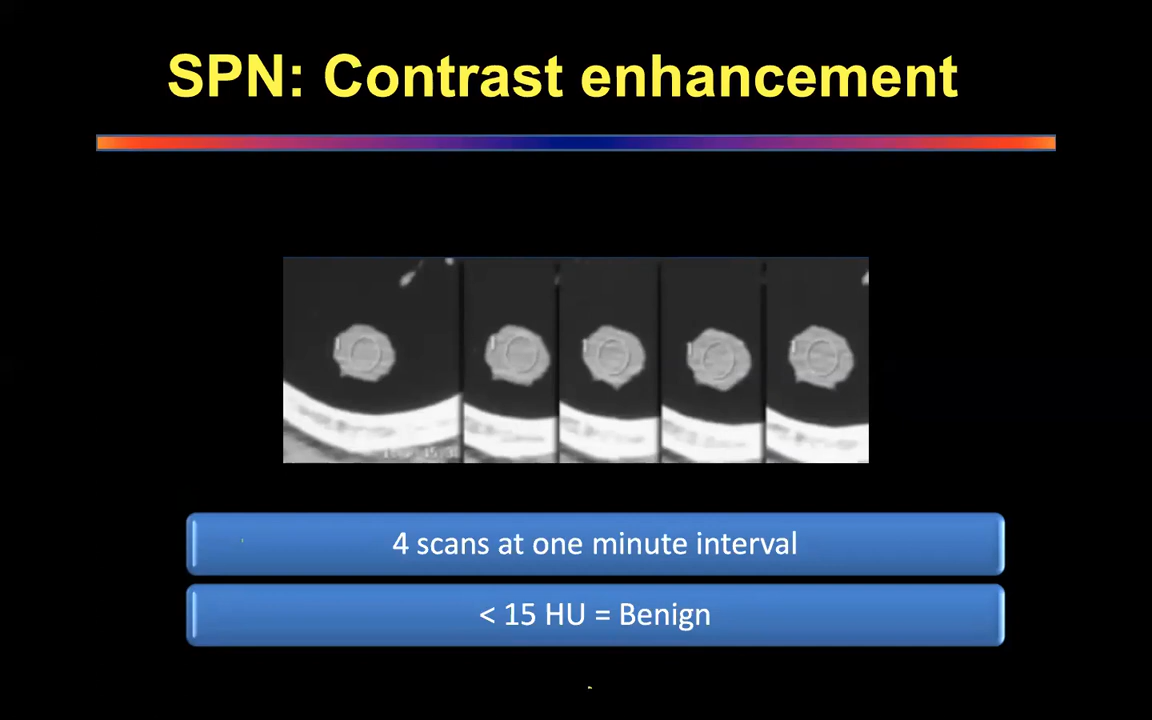 SPN: Contrast enhancement
4 scans at one minute interval
< 15 HU = Benign